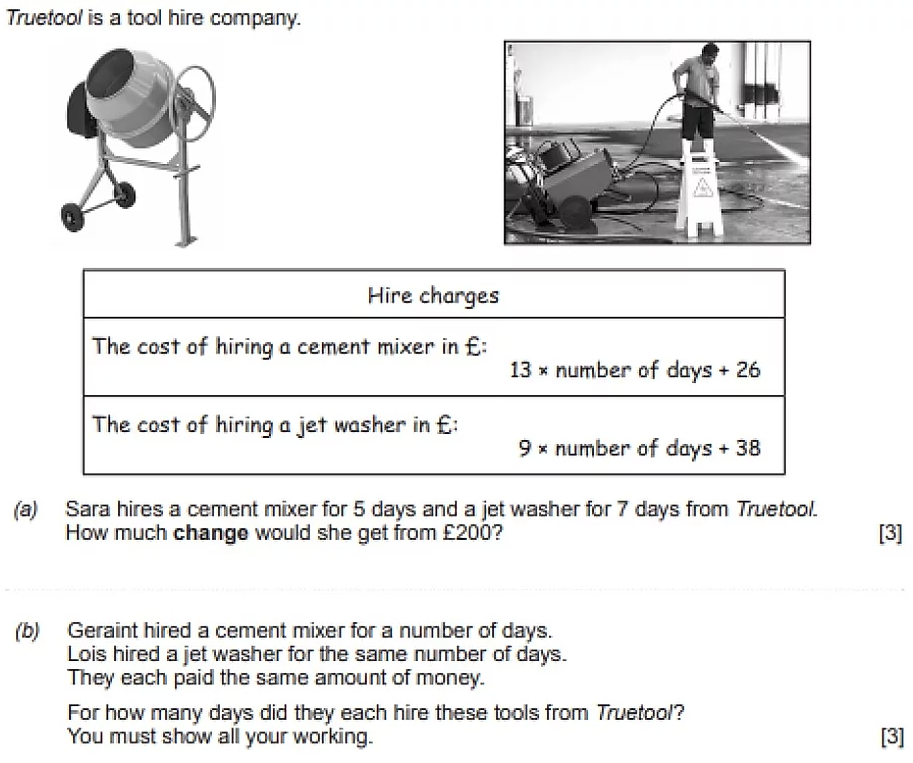 Truetool is a tool hire company.
Hire charges
The cost of hiring a cement mixer in £:
13 × number of days + 26
The cost of hiring a jet washer in £:
9 × number of days + 38
(a) Sara hires a cement mixer for 5 days and a jet washer for 7 days from Truetool.
How much change would she get from £200? [3]
(b) Geraint hired a cement mixer for a number of days.
Lois hired a jet washer for the same number of days.
They each paid the same amount of money.
For how many days did they each hire these tools from Truetool?
You must show all your working. [3]